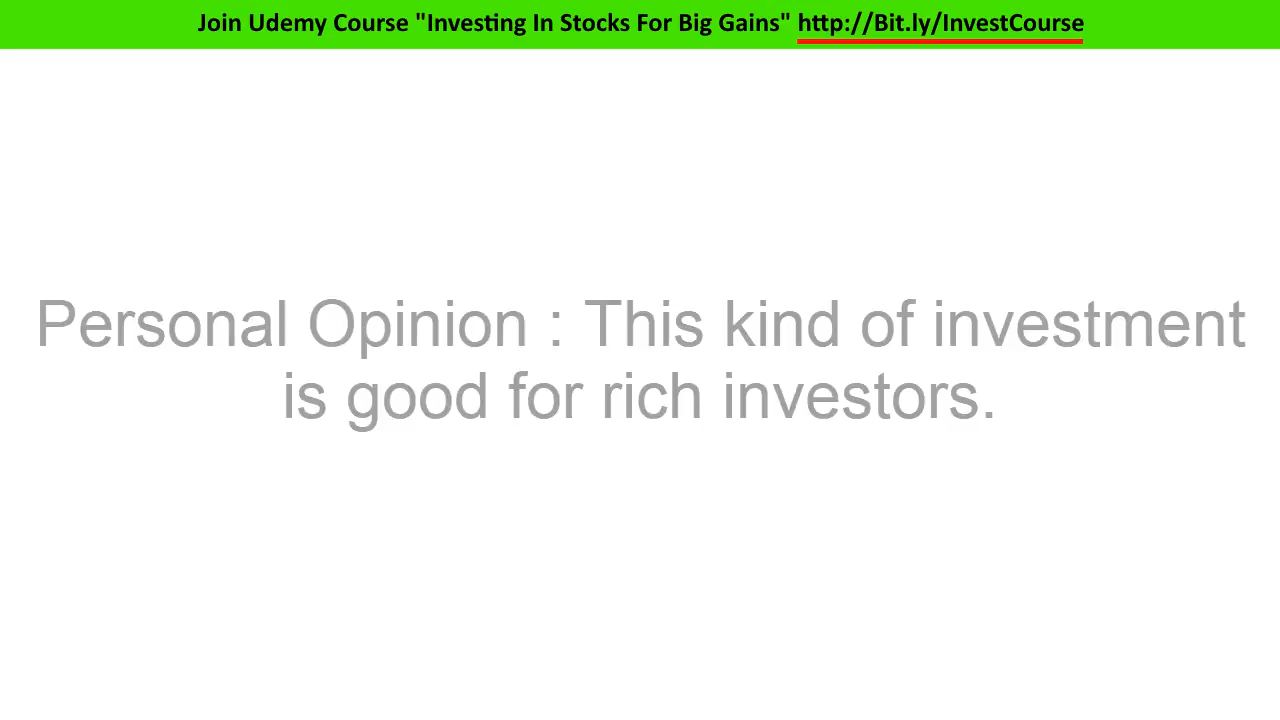 Join Udemy Course "Investing In Stocks For Big Gains" http://Bit.ly/InvestCourse
Personal Opinion : This kind of investment
is good for rich investors.